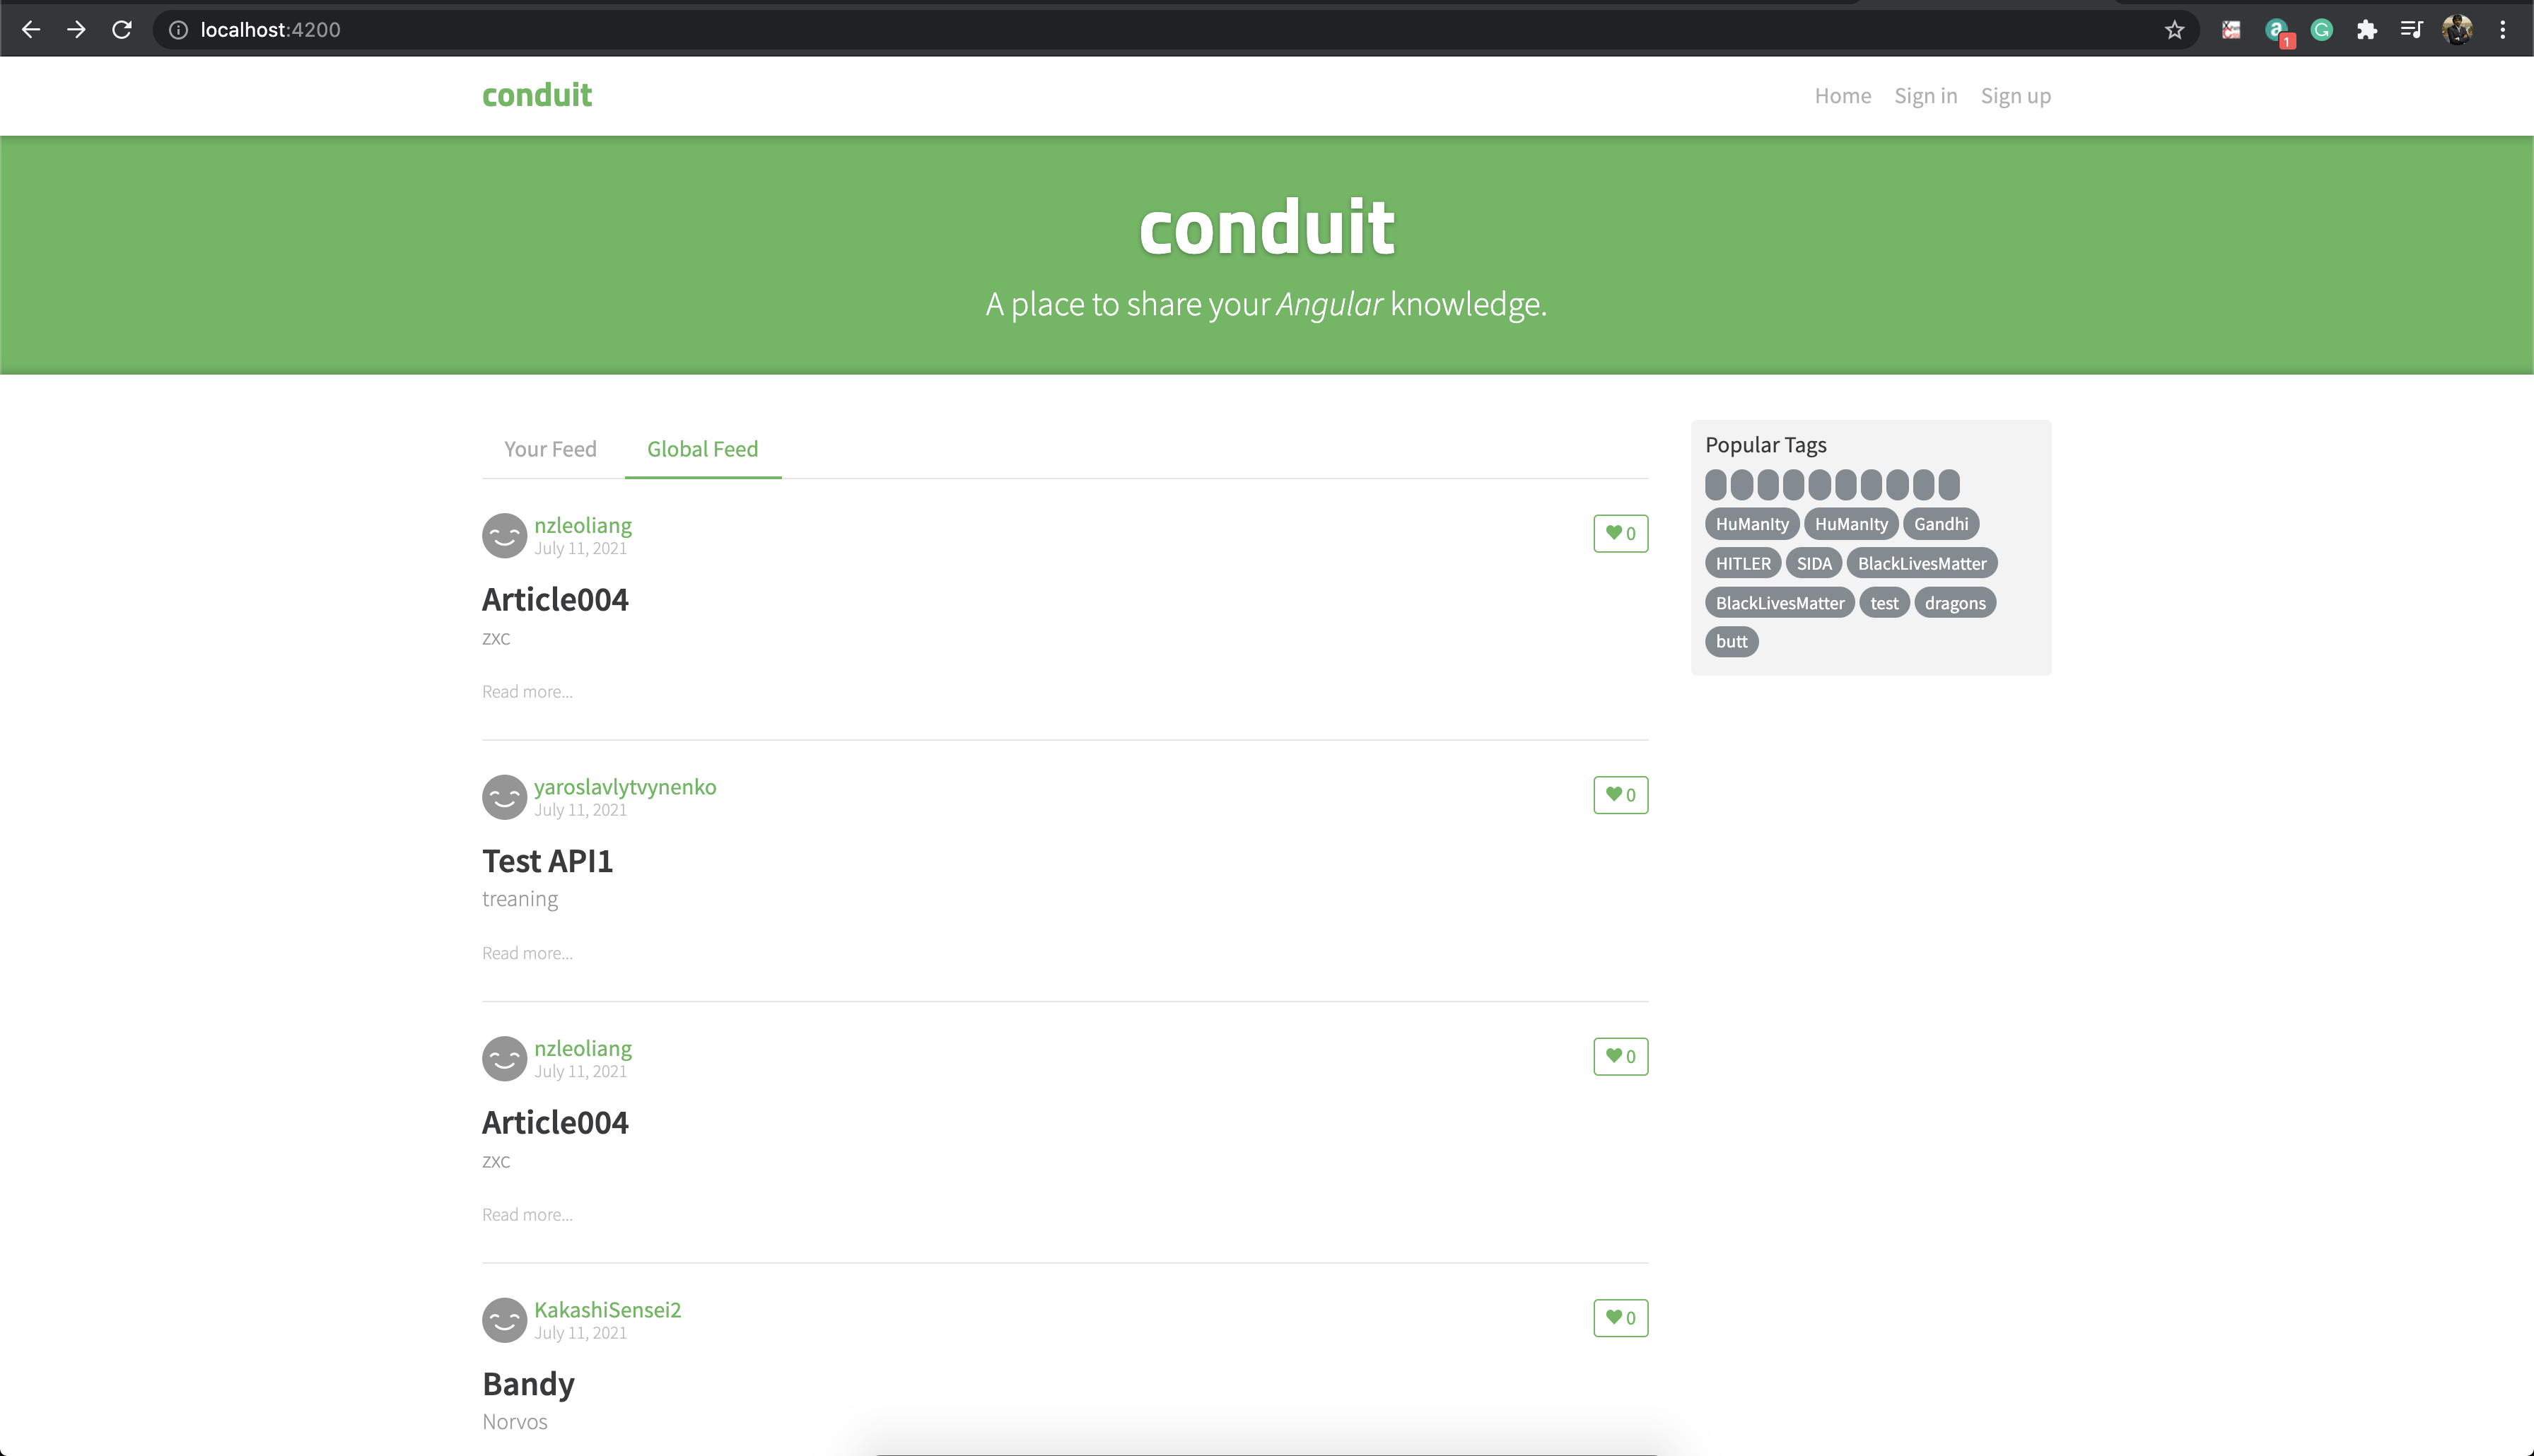 localhost:4200
1
conduit
Home Sign in Sign up
conduit
A place to share your Angular knowledge.
Your Feed Global Feed
nzleoliang
July 11, 2021
0
Article004
zxc
Read more...
yaroslavlytvynenko
July 11, 2021
0
Test API1
treaning
Read more...
nzleoliang
July 11, 2021
0
Article004
zxc
Read more...
KakashiSensei2
July 11, 2021
0
Bandy
Norvos
Popular Tags
HuManIty HuManIty Gandhi
HITLER SIDA BlackLivesMatter
BlackLivesMatter test dragons
butt